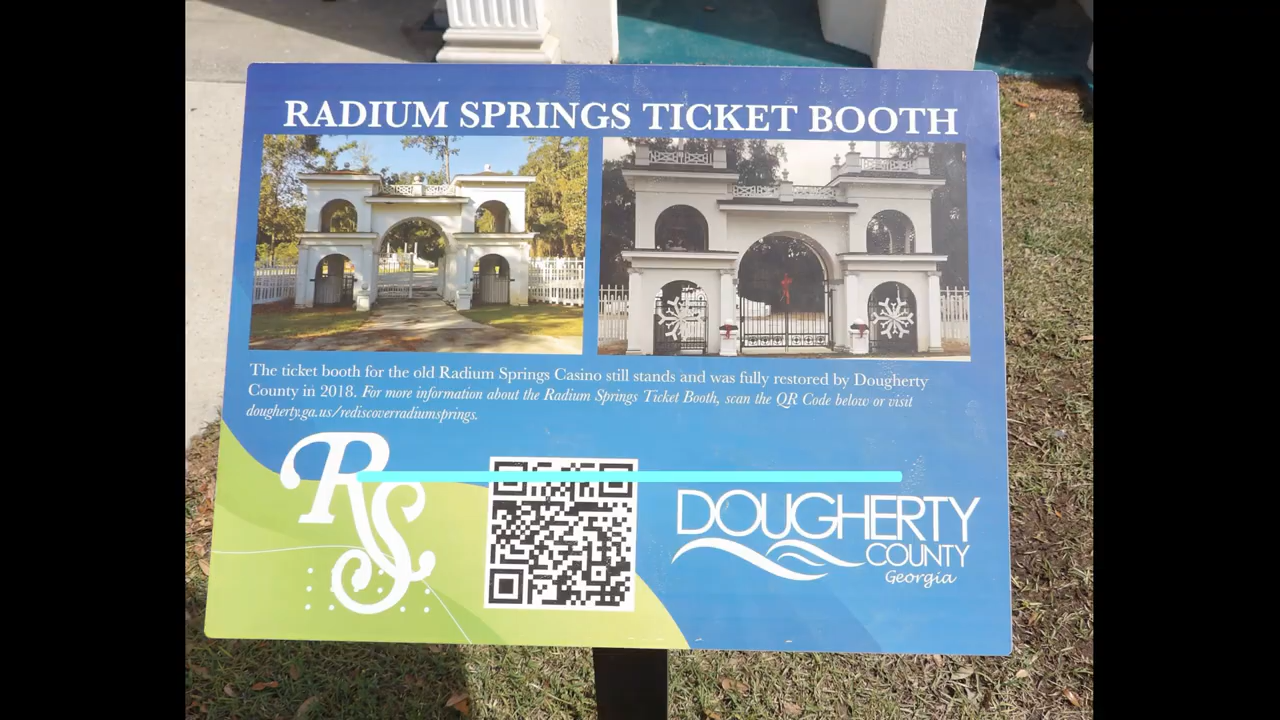 RADIUM SPRINGS TICKET BOOTH
The ticket booth for the old Radium Springs Casino still stands and was fully restored by Dougherty
County in 2018. For more information about the Radium Springs Ticket Booth, scan the QR Code below or visit
dougherty.ga.us/rediscoverradiumsprings.
RS
DOUGHERTY
COUNTY
Georgia